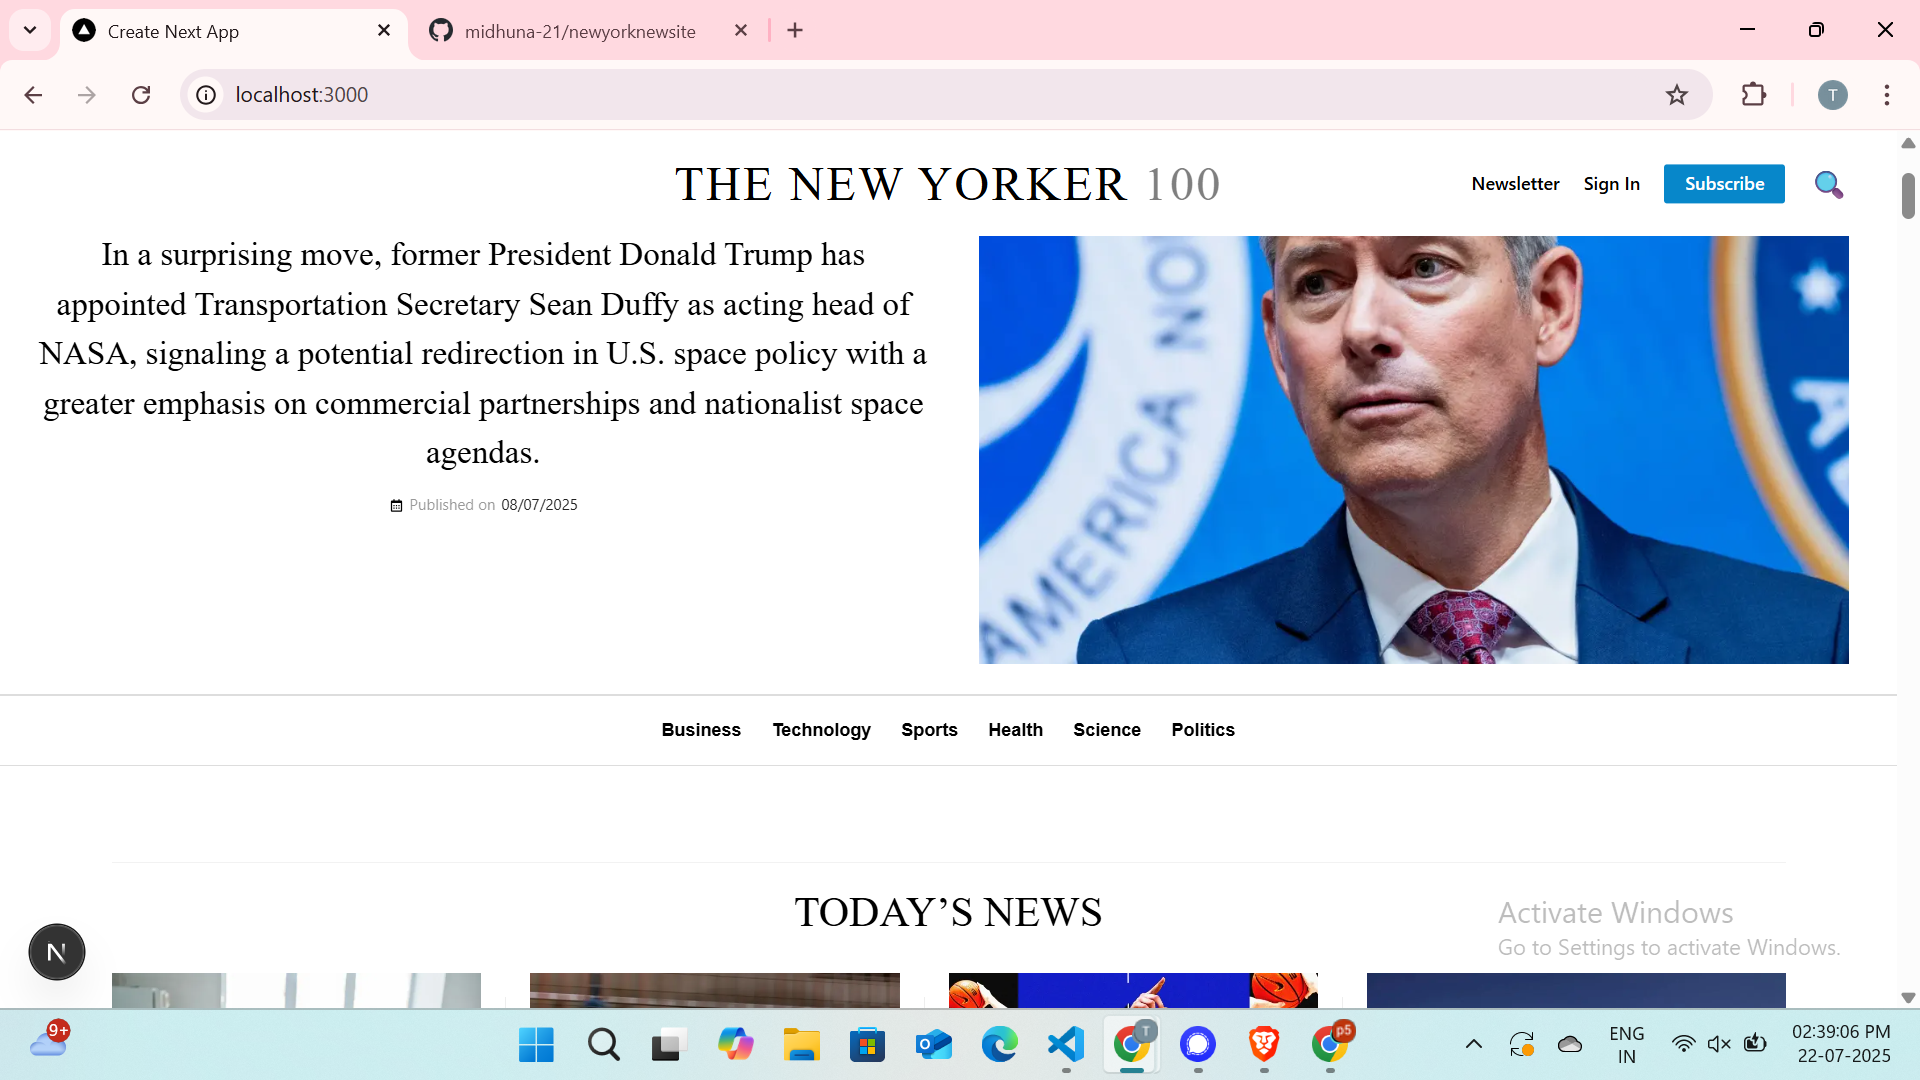 Create Next App
midhuna-21/newyorknewsite
localhost:3000
T
THE NEW YORKER 100
Newsletter
Sign In
Subscribe
In a surprising move, former President Donald Trump has
appointed Transportation Secretary Sean Duffy as acting head of
NASA, signaling a potential redirection in U.S. space policy with a
greater emphasis on commercial partnerships and nationalist space
agendas.
Published on 08/07/2025
AMERICA NO
A
AMERICA
Business Technology Sports Health Science Politics
TODAY’S NEWS
Activate Windows
Go to Settings to activate Windows.
N
9+
T
p5
ENG
IN
02:39:06 PM
22-07-2025